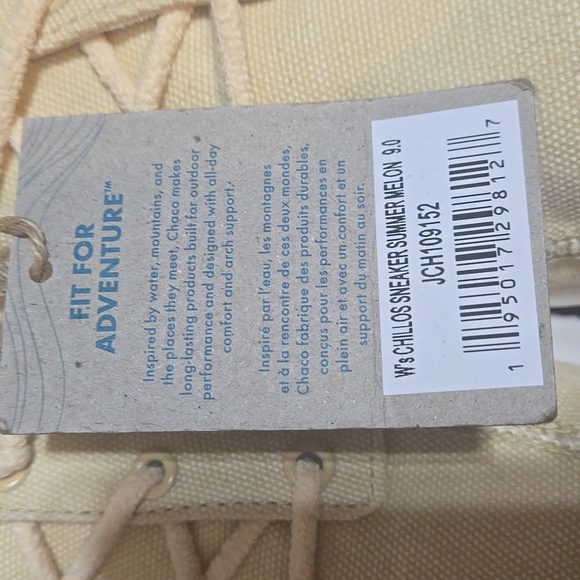 FIT FOR
ADVENTURE™
Inspired by water, mountains, and
the places they meet, Chaco makes
long-lasting products built for outdoor
performance and designed with all-day
comfort and arch support.
Inspiré par l'eau, les montagnes
et à la rencontre de ces deux mondes,
Chaco fabrique des produits durables,
conçus pour les performances en
plein air et avec un confort et un
support du matin au soir.
W's CHILLOS SNEAKER SUMMER MELON 9.0
JCH109152
1 95017 29812 7